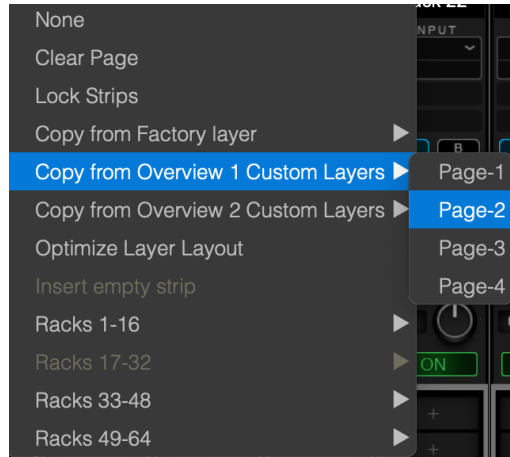 None
Clear Page
Lock Strips
Copy from Factory layer
Copy from Overview 1 Custom Layers
Copy from Overview 2 Custom Layers
Optimize Layer Layout
Insert empty strip
Racks 1-16
Racks 17-32
Racks 33-48
Racks 49-64
Page-1
Page-2
Page-3
Page-4
22
NPUT
B
ON
+
+